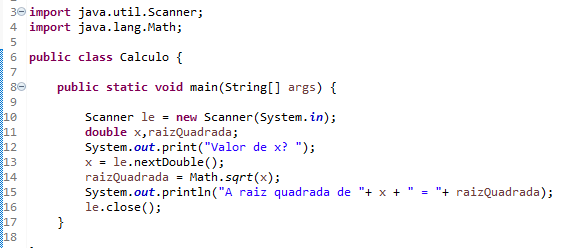 3 import java.util.Scanner;
4 import java.lang.Math;
5
6 public class Calculo {
7
8 public static void main(String[] args) {
9
10 Scanner le = new Scanner(System.in);
11 double x,raizQuadrada;
12 System.out.print("Valor de x? ");
13 x = le.nextDouble();
14 raizQuadrada = Math.sqrt(x);
15 System.out.println("A raiz quadrada de "+ x + " = "+ raizQuadrada);
16 le.close();
17 }
18